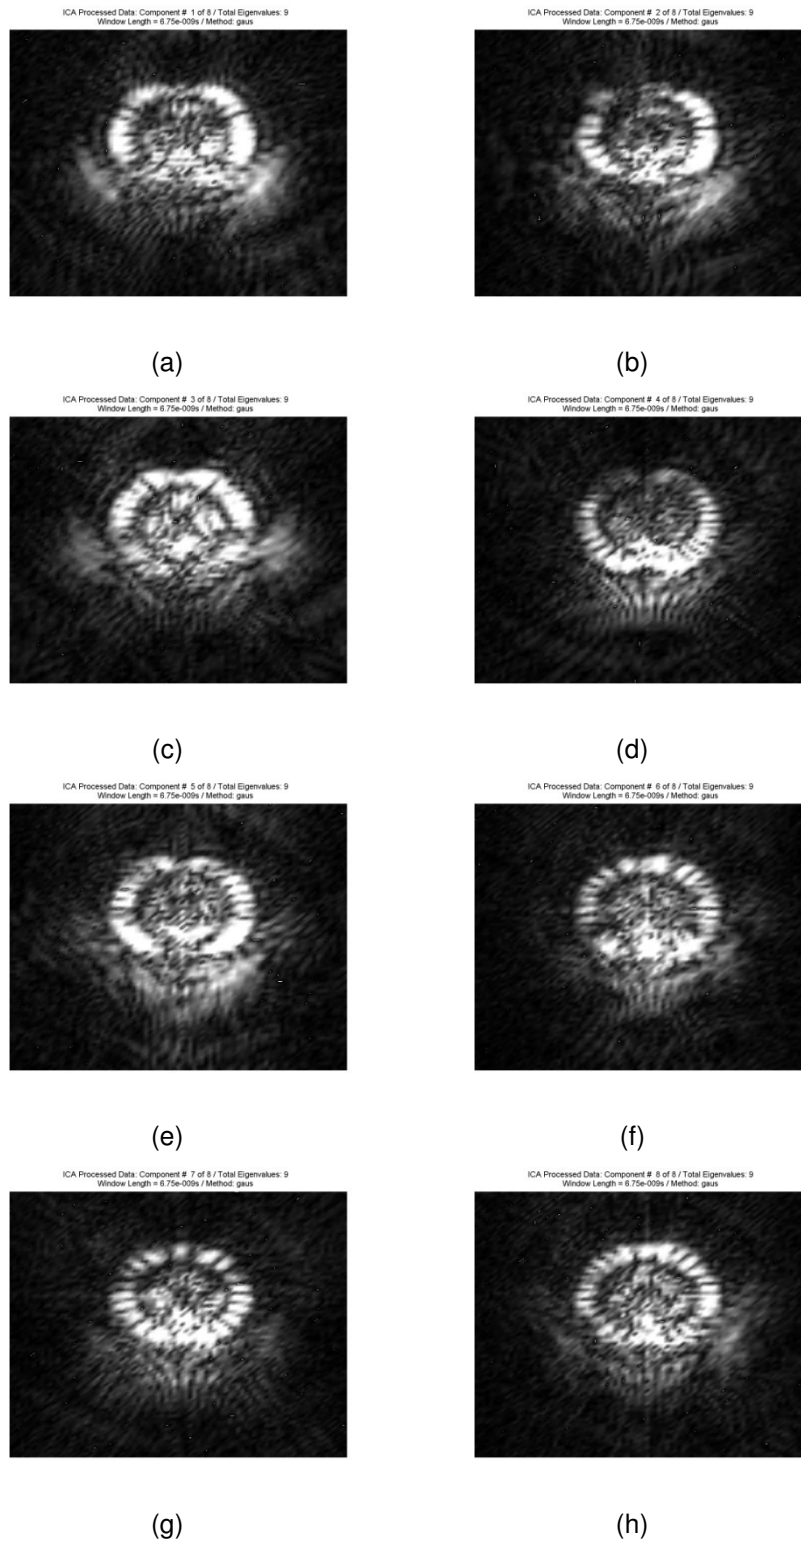 ICA Processed Data: Component # 1 of 8 / Total Eigenvalues: 9
Window Length = 6.75e-009s / Method: gaus
ICA Processed Data: Component # 2 of 8 / Total Eigenvalues: 9
Window Length = 6.75e-009s / Method: gaus
(a)
(b)
ICA Processed Data: Component # 3 of 8 / Total Eigenvalues: 9
Window Length = 6.75e-009s / Method: gaus
ICA Processed Data: Component # 4 of 8 / Total Eigenvalues: 9
Window Length = 6.75e-009s / Method: gaus
(c)
(d)
ICA Processed Data: Component # 5 of 8 / Total Eigenvalues: 9
Window Length = 6.75e-009s / Method: gaus
ICA Processed Data: Component # 6 of 8 / Total Eigenvalues: 9
Window Length = 6.75e-009s / Method: gaus
(e)
(f)
ICA Processed Data: Component # 7 of 8 / Total Eigenvalues: 9
Window Length = 6.75e-009s / Method: gaus
ICA Processed Data: Component # 8 of 8 / Total Eigenvalues: 9
Window Length = 6.75e-009s / Method: gaus
(g)
(h)